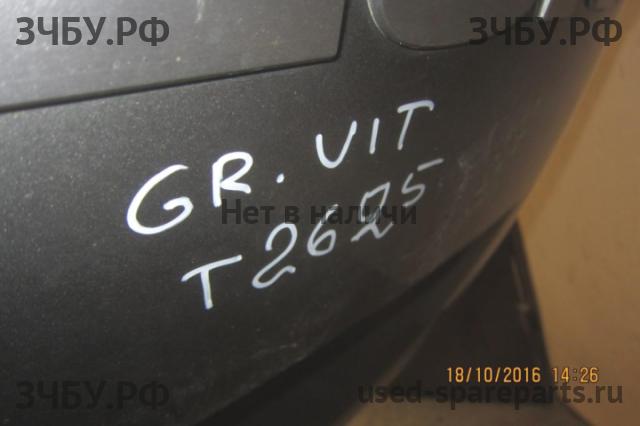 ЗЧБУ.РФ
ЗЧБУ.РФ
GR. VIT
Нет в наличи
T2625
18/10/2016 14:26
ЗЧБУ.РФ
used-spareparts.ru